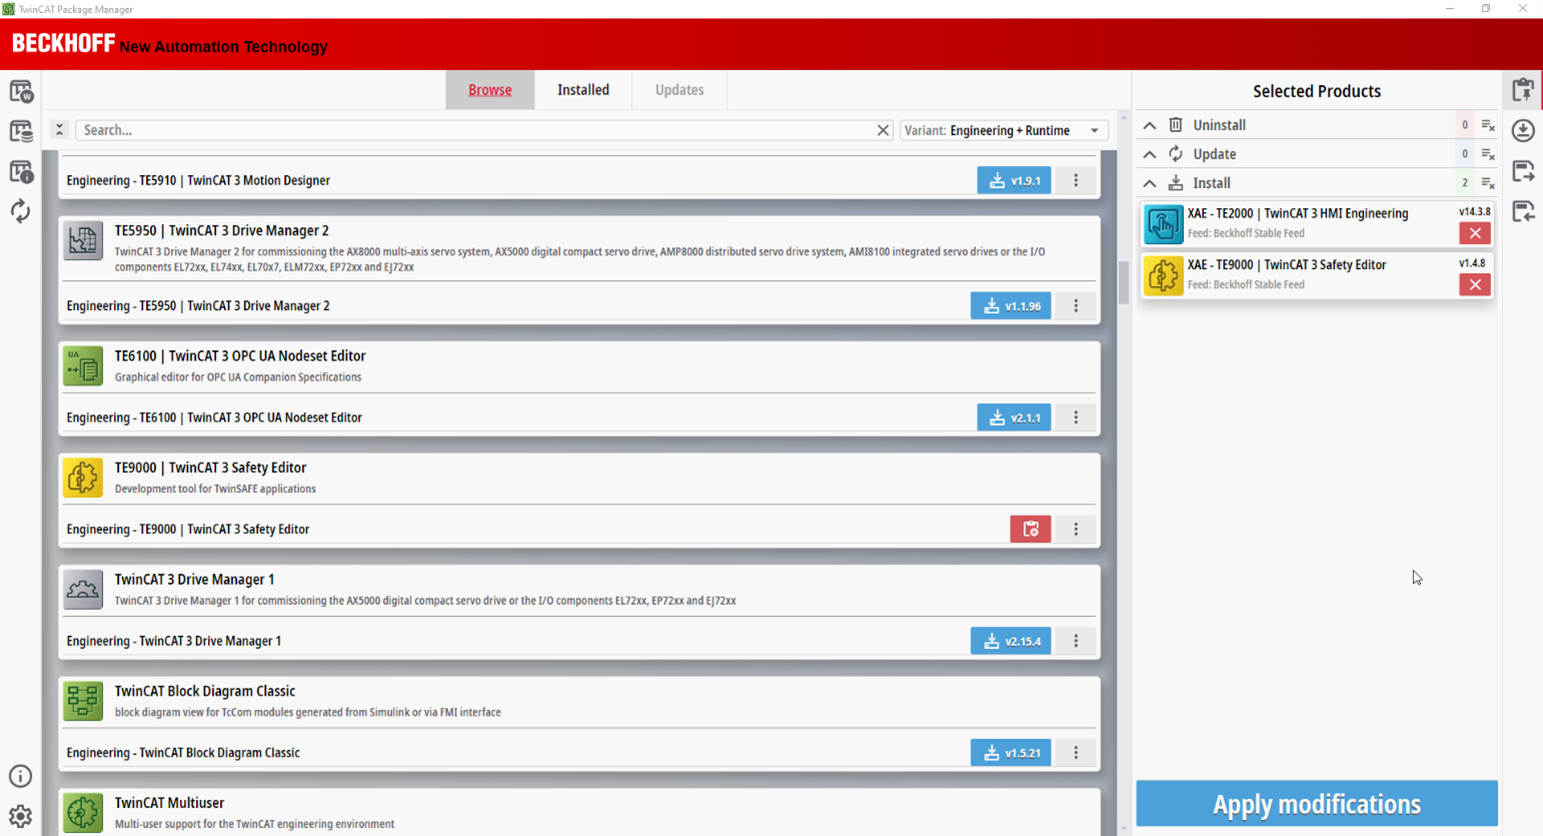 TwinCAT Package Manager
BECKHOFF New Automation Technology
Browse
Installed
Updates
Search...
Variant: Engineering + Runtime
Engineering - TE5910 | TwinCAT 3 Motion Designer
v1.9.1
TE5950 | TwinCAT 3 Drive Manager 2
TwinCAT 3 Drive Manager 2 for commissioning the AX8000 multi-axis servo system, AX5000 digital compact servo drive, AMP8000 distributed servo drive system, AMI8100 integrated servo drives or the I/O
components EL72xx, EL74xx, EL70x7, ELM72xx, EP72xx and EJ72xx
Engineering - TE5950 | TwinCAT 3 Drive Manager 2
v1.1.96
UA
TE6100 | TwinCAT 3 OPC UA Nodeset Editor
Graphical editor for OPC UA Companion Specifications
Engineering - TE6100 | TwinCAT 3 OPC UA Nodeset Editor
v2.1.1
TE9000 | TwinCAT 3 Safety Editor
Development tool for TwinSAFE applications
Engineering - TE9000 | TwinCAT 3 Safety Editor
TwinCAT 3 Drive Manager 1
TwinCAT 3 Drive Manager 1 for commissioning the AX5000 digital compact servo drive or the I/O components EL72xx, EP72xx and EJ72xx
Engineering - TwinCAT 3 Drive Manager 1
v2.15.4
TwinCAT Block Diagram Classic
block diagram view for TcCom modules generated from Simulink or via FMI interface
Engineering - TwinCAT Block Diagram Classic
v1.5.21
TwinCAT Multiuser
Multi-user support for the TwinCAT engineering environment
Selected Products
Uninstall
0
Update
0
Install
2
XAE - TE2000 | TwinCAT 3 HMI Engineering
v14.3.8
Feed: Beckhoff Stable Feed
XAE - TE9000 | TwinCAT 3 Safety Editor
v1.4.8
Feed: Beckhoff Stable Feed
Apply modifications